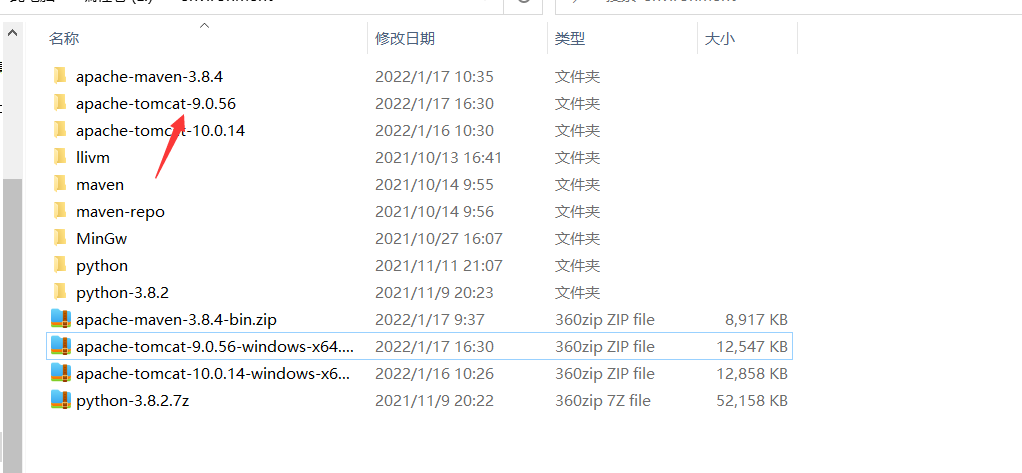 environment
名称 修改日期 类型 大小
apache-maven-3.8.4 2022/1/17 10:35 文件夹
apache-tomcat-9.0.56 2022/1/17 16:30 文件夹
apache-tomcat-10.0.14 2022/1/16 10:30 文件夹
llivm 2021/10/13 16:41 文件夹
maven 2021/10/14 9:55 文件夹
maven-repo 2021/10/14 9:56 文件夹
MinGw 2021/10/27 16:07 文件夹
python 2021/11/11 21:07 文件夹
python-3.8.2 2021/11/9 20:23 文件夹
apache-maven-3.8.4-bin.zip 2022/1/17 9:37 360zip ZIP file 8,917 KB
apache-tomcat-9.0.56-windows-x64.... 2022/1/17 16:30 360zip ZIP file 12,547 KB
apache-tomcat-10.0.14-windows-x6... 2022/1/16 10:26 360zip ZIP file 12,858 KB
python-3.8.2.7z 2021/11/9 20:22 360zip 7Z file 52,158 KB